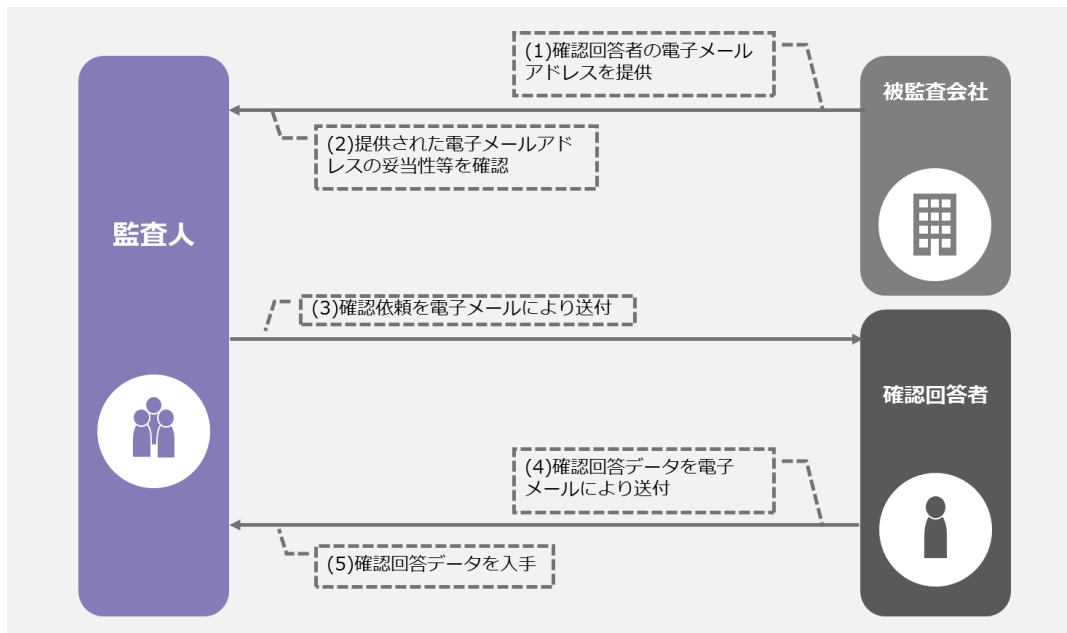 (1)確認回答者の電子メール
アドレスを提供
被監査会社
(2)提供された電子メールアド
レスの妥当性等を確認
監査人
(3)確認依頼を電子メールにより送付
確認回答者
(4)確認回答データを電子
メールにより送付
(5)確認回答データを入手